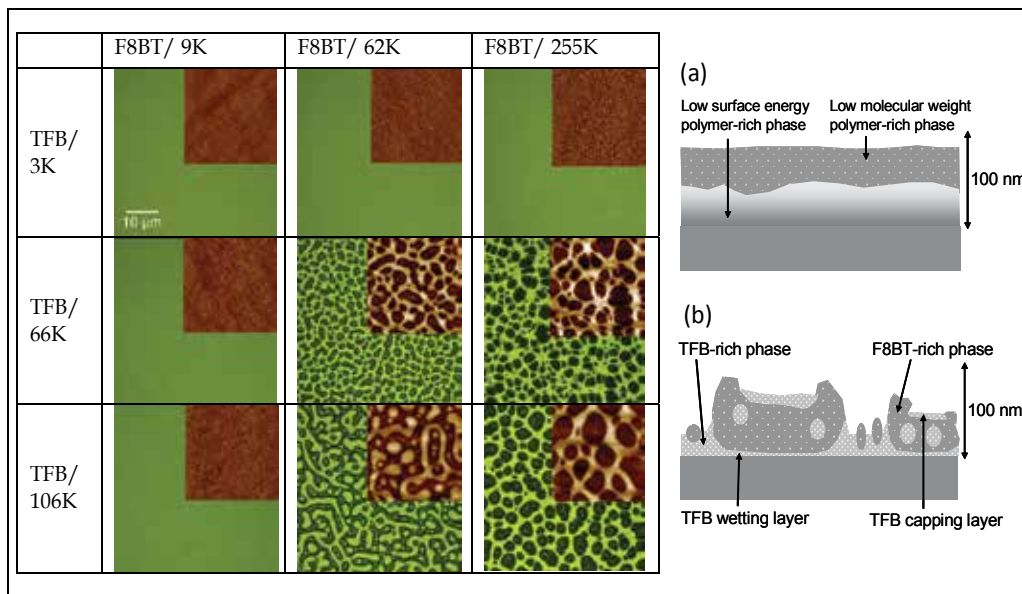 F8BT/ 9K
F8BT/ 62K
F8BT/ 255K
TFB/
3K
10 µm
TFB/
66K
TFB/
106K
(a)
Low surface energy
polymer-rich phase
Low molecular weight
polymer-rich phase
100 nm
(b)
TFB-rich phase
F8BT-rich phase
100 nm
TFB wetting layer
TFB capping layer